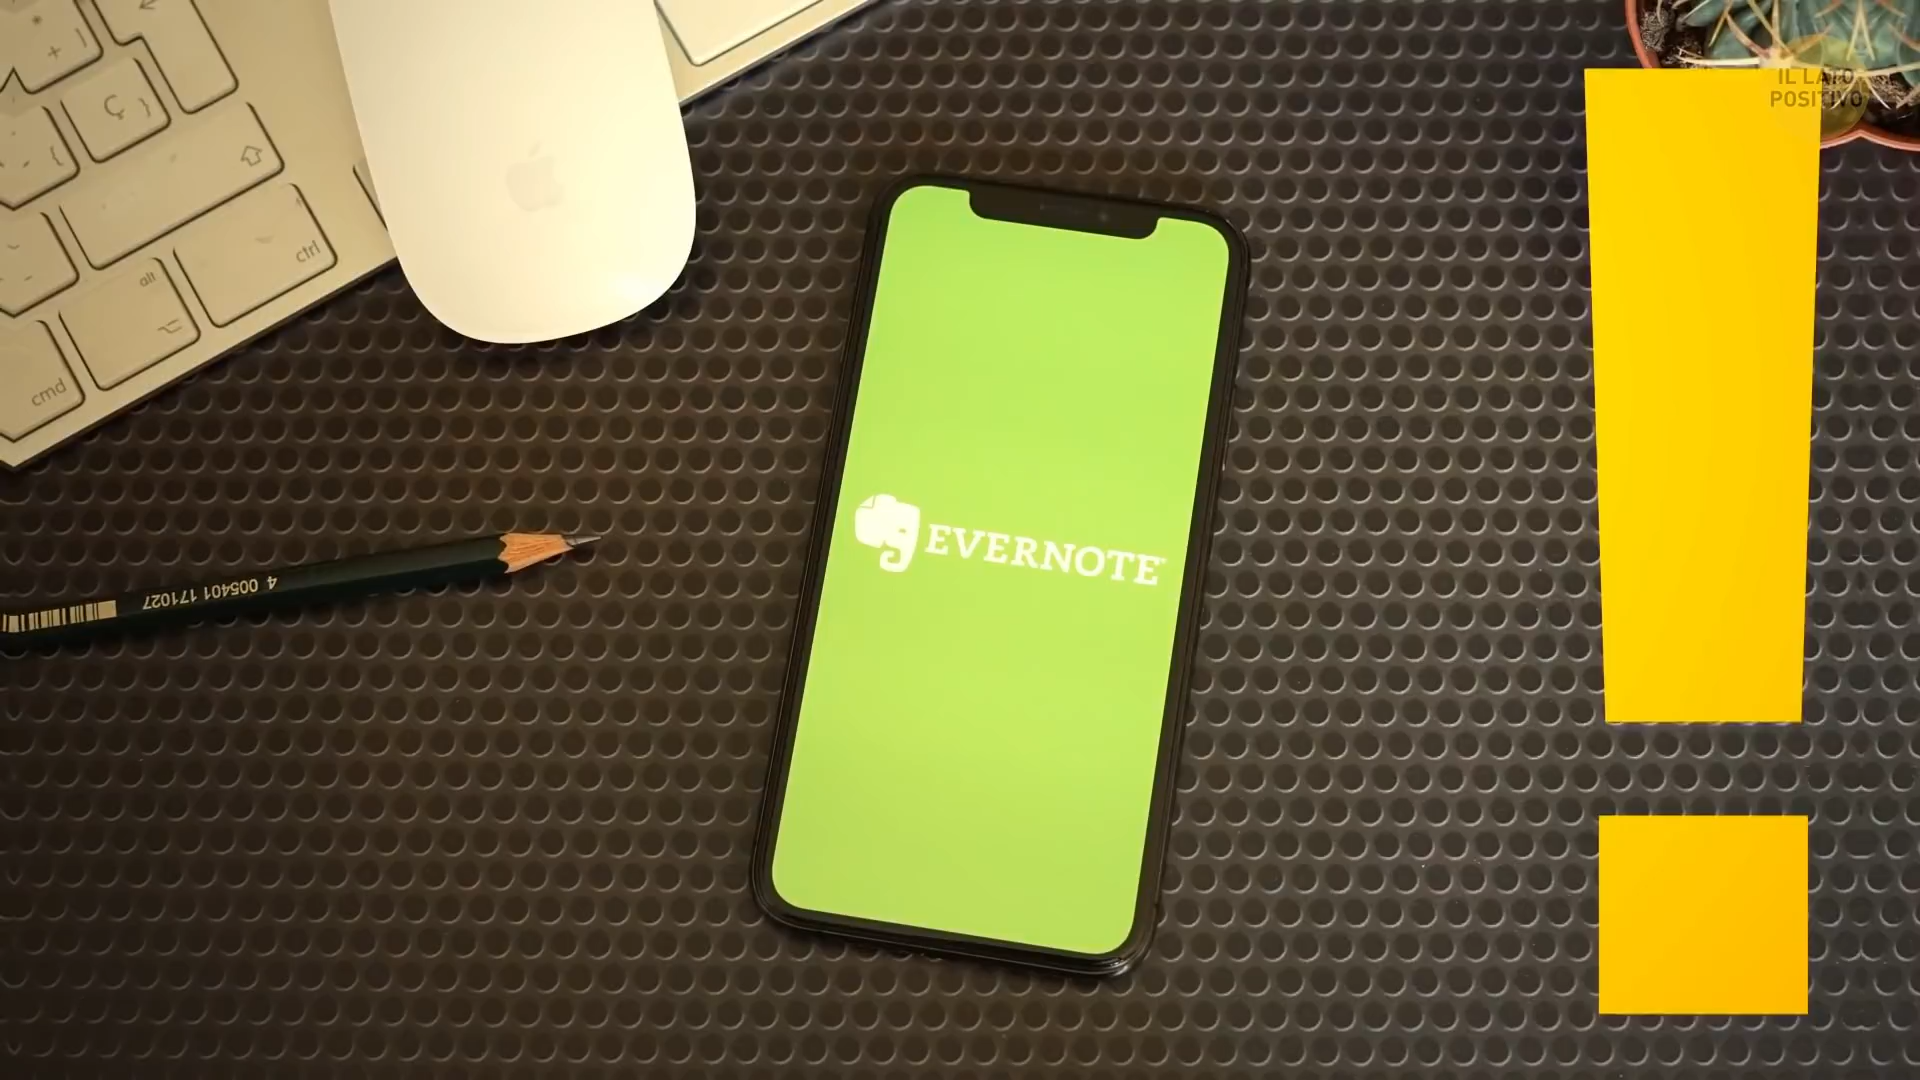 IL LATO
POSITIVO
+ ]
Ç }
{
ctrl
alt
cmd
EVERNOTE
4 005401 171027
!